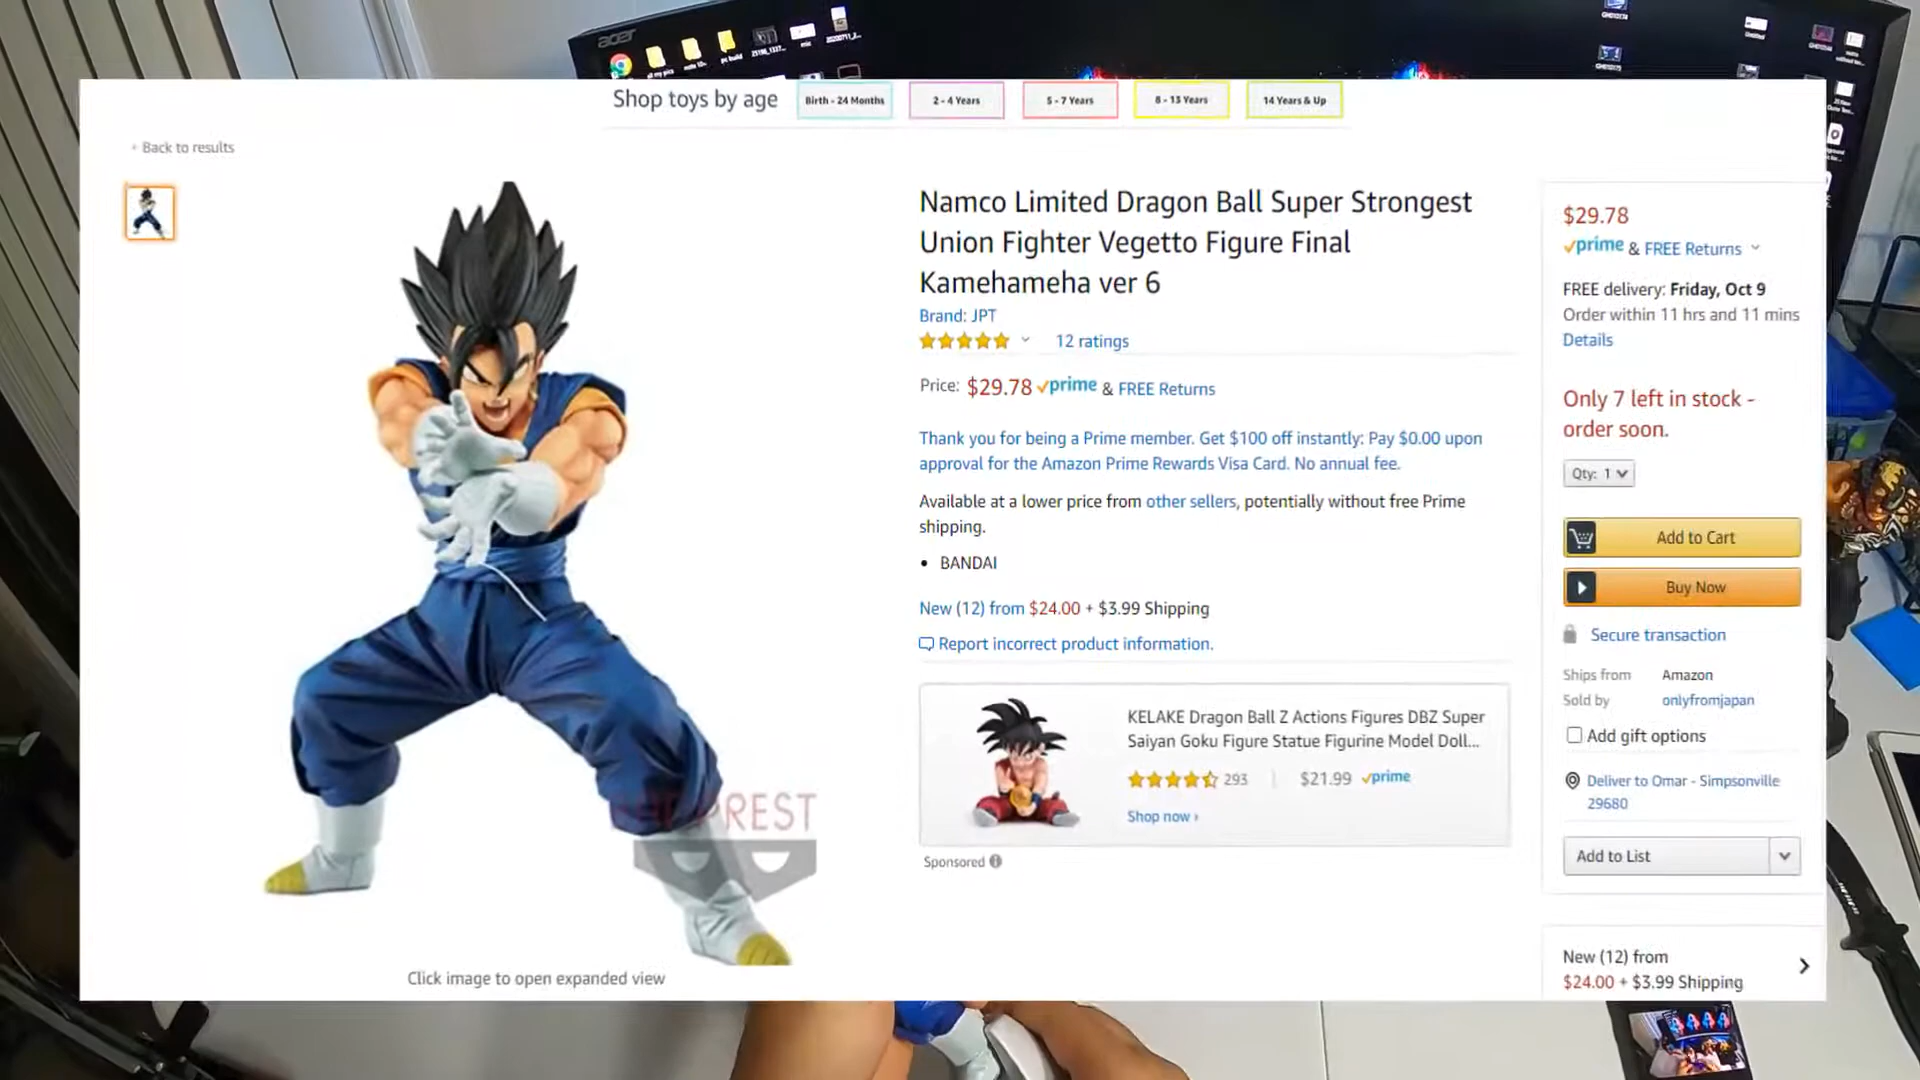 acer
all my pics
pc build
Shop toys by age
Birth - 24 Months
2 - 4 Years
5 - 7 Years
8 - 13 Years
14 Years & Up
Back to results
Namco Limited Dragon Ball Super Strongest
Union Fighter Vegetto Figure Final
Kamehameha ver 6
Brand: JPT
12 ratings
Price: $29.78 prime & FREE Returns
Thank you for being a Prime member. Get $100 off instantly: Pay $0.00 upon
approval for the Amazon Prime Rewards Visa Card. No annual fee.
Available at a lower price from other sellers, potentially without free Prime
shipping.
• BANDAI
New (12) from $24.00 + $3.99 Shipping
Report incorrect product information.
KELAKE Dragon Ball Z Actions Figures DBZ Super
Saiyan Goku Figure Statue Figurine Model Doll...
293 | $21.99 prime
Shop now ›
Sponsored
PREST
Click image to open expanded view
$29.78
prime & FREE Returns
FREE delivery: Friday, Oct 9
Order within 11 hrs and 11 mins
Details
Only 7 left in stock -
order soon.
Qty: 1
Add to Cart
Buy Now
Secure transaction
Ships from Amazon
Sold by onlyfromjapan
Add gift options
Deliver to Omar - Simpsonville
29680
Add to List
New (12) from
$24.00 + $3.99 Shipping